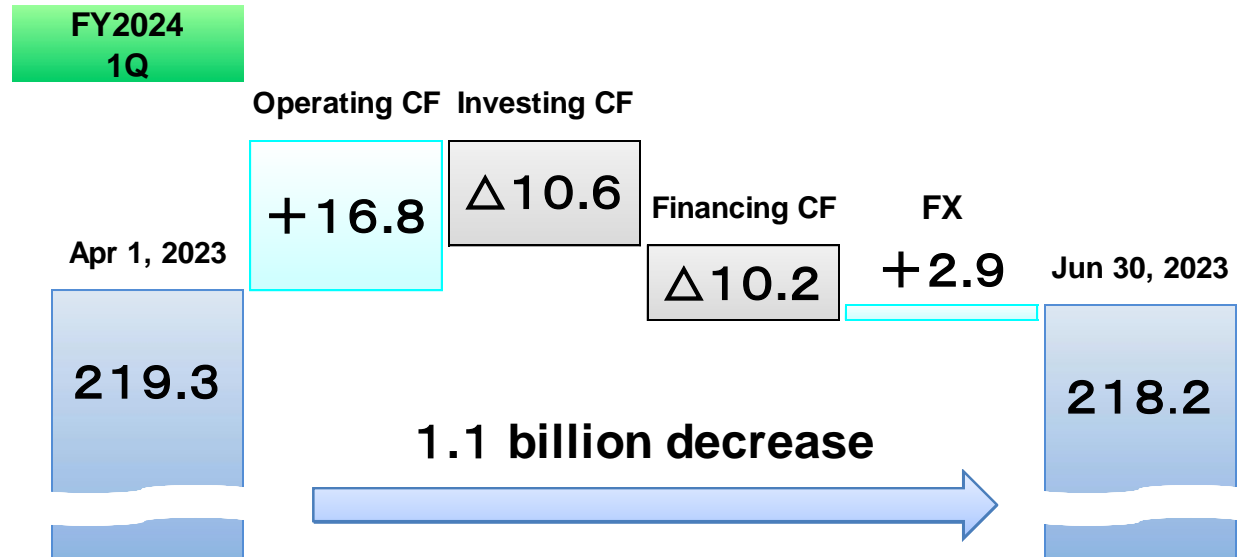 FY2024
1Q
Operating CF
Investing CF
+16.8
△10.6
Financing CF
FX
Apr 1, 2023
△10.2
+2.9
Jun 30, 2023
219.3
218.2
1.1 billion decrease